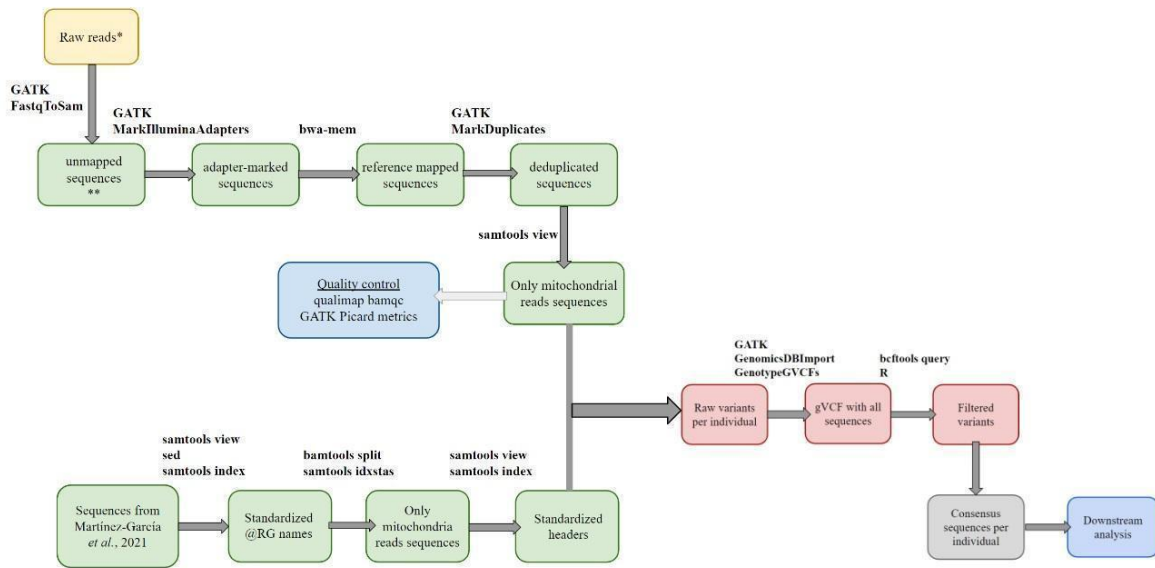 Raw reads*
GATK
FastqToSam
GATK
MarkIlluminaAdapters
bwa-mem
GATK
MarkDuplicates
unmapped
sequences
**
adapter-marked
sequences
reference mapped
sequences
deduplicated
sequences
samtools view
Quality control
qualimap bamqc
GATK Picard metrics
Only mitochondrial
reads sequences
GATK
GenomicsDBImport
GenotypeGVCFs
bcftools query
R
Raw variants
per individual
gVCF with all
sequences
Filtered
variants
samtools view
sed
samtools index
bamtools split
samtools idxstas
samtools view
samtools index
Sequences from
Martínez-García
et al., 2021
Standardized
@RG names
Only
mitochondria
reads sequences
Standardized
headers
Consensus
sequences per
individual
Downstream
analysis